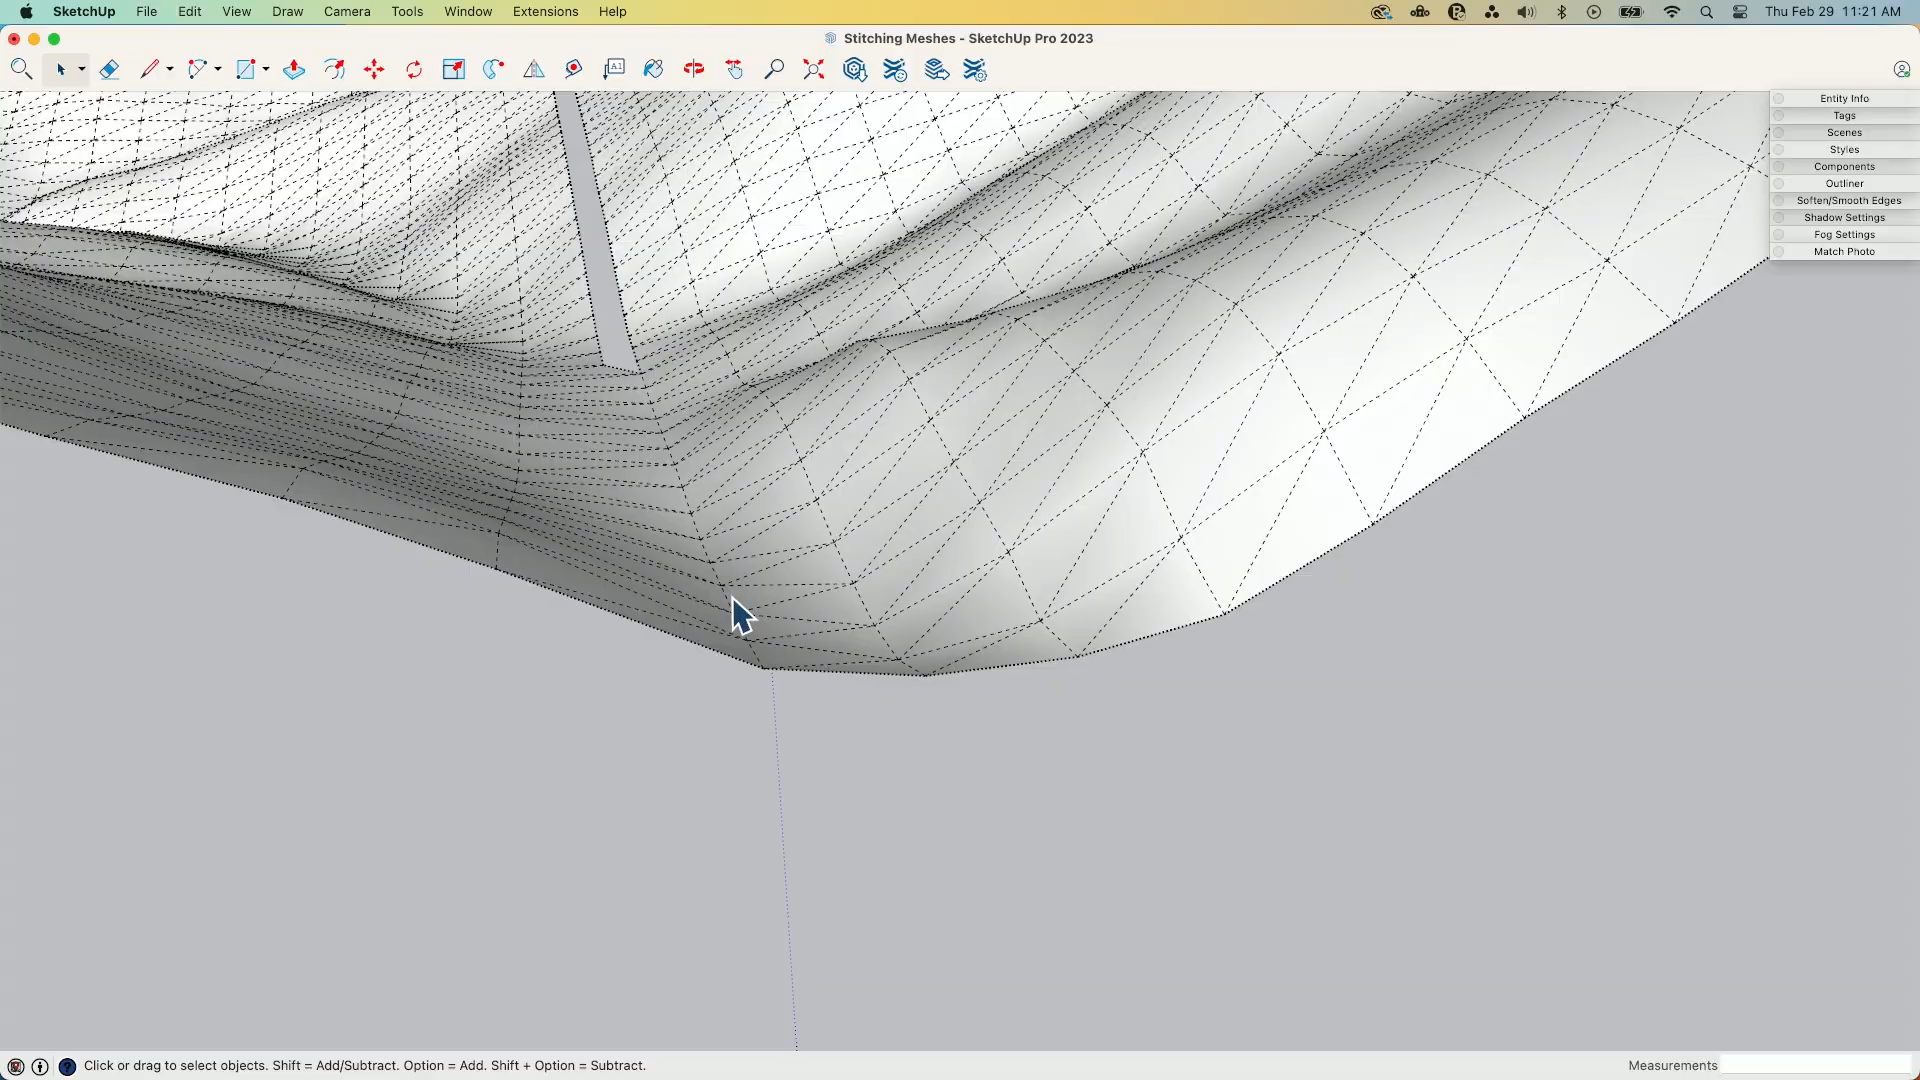 SketchUp File Edit View Draw Camera Tools Window Extensions Help Thu Feb 29 11:21 AM
Stitching Meshes - SketchUp Pro 2023
A1
Entity Info
Tags
Scenes
Styles
Components
Outliner
Soften/Smooth Edges
Shadow Settings
Fog Settings
Match Photo
Click or drag to select objects. Shift = Add/Subtract. Option = Add. Shift + Option = Subtract. Measurements